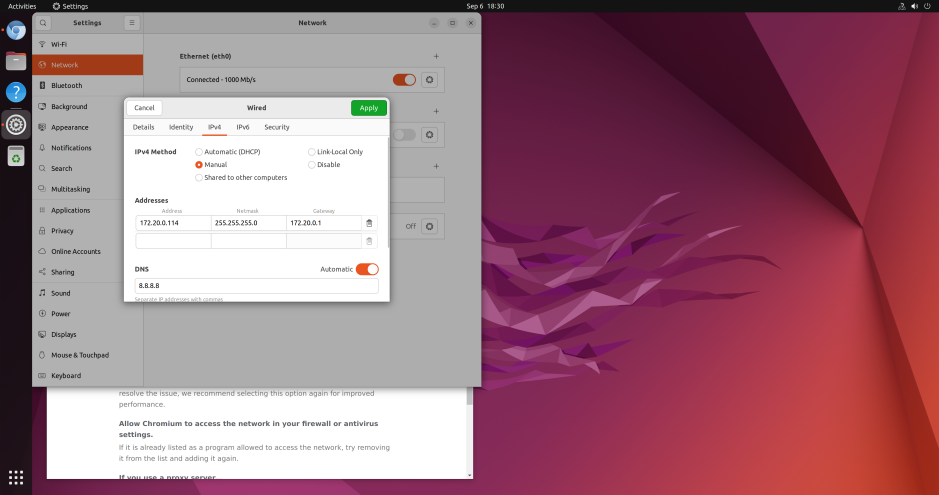 Activities
Settings
Sep 6 18:30
Settings
Network
Wi-Fi
Network
Bluetooth
Background
Appearance
Notifications
Search
Multitasking
Applications
Privacy
Online Accounts
Sharing
Sound
Power
Displays
Mouse & Touchpad
Keyboard
Ethernet (eth0)
Connected - 1000 Mb/s
Off
Cancel
Wired
Apply
Details
Identity
IPv4
IPv6
Security
IPv4 Method
Automatic (DHCP)
Link-Local Only
Manual
Disable
Shared to other computers
Addresses
Address
Netmask
Gateway
172.20.0.114
255.255.255.0
172.20.0.1
DNS
Automatic
8.8.8.8
Separate IP addresses with commas
resolve the issue, we recommend selecting this option again for improved
performance.
Allow Chromium to access the network in your firewall or antivirus
settings.
If it is already listed as a program allowed to access the network, try removing
it from the list and adding it again.
If you use a proxy server